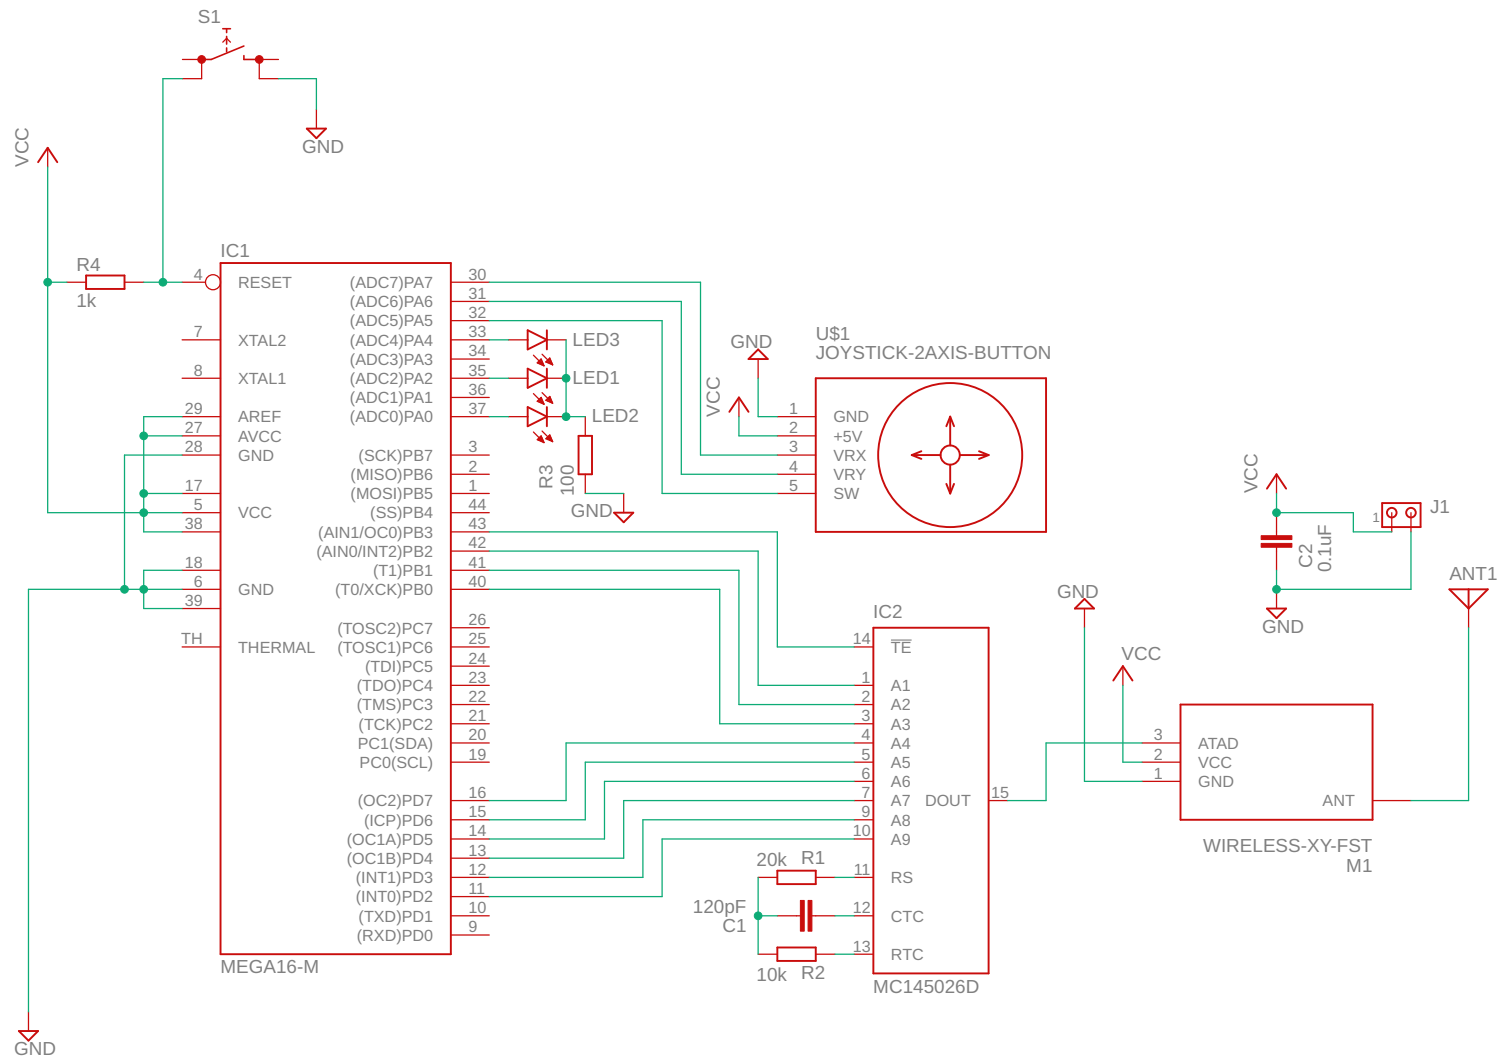 S1
GND
VCC
R4
1k
IC1
4 RESET
7 XTAL2
8 XTAL1
29 AREF
27 AVCC
28 GND
17
5 VCC
38
18
6 GND
39
TH THERMAL
(ADC7)PA7 30
(ADC6)PA6 31
(ADC5)PA5 32
(ADC4)PA4 33
(ADC3)PA3 34
(ADC2)PA2 35
(ADC1)PA1 36
(ADC0)PA0 37
(SCK)PB7 3
(MISO)PB6 2
(MOSI)PB5 1
(SS)PB4 44
(AIN1/OC0)PB3 43
(AIN0/INT2)PB2 42
(T1)PB1 41
(T0/XCK)PB0 40
(TOSC2)PC7 26
(TOSC1)PC6 25
(TDI)PC5 24
(TDO)PC4 23
(TMS)PC3 22
(TCK)PC2 21
PC1(SDA) 20
PC0(SCL) 19
(OC2)PD7 16
(ICP)PD6 15
(OC1A)PD5 14
(OC1B)PD4 13
(INT1)PD3 12
(INT0)PD2 11
(TXD)PD1 10
(RXD)PD0 9
MEGA16-M
GND
LED3
LED1
LED2
R3
100
GND
U$1
JOYSTICK-2AXIS-BUTTON
GND
VCC
1 GND
2 +5V
3 VRX
4 VRY
5 SW
IC2
14 TE
1 A1
2 A2
3 A3
4 A4
5 A5
6 A6
7 A7
9 A8
10 A9
DOUT 15
11 RS
12 CTC
13 RTC
MC145026D
20k R1
120pF
C1
10k R2
VCC
C2
0.1uF
GND
1
J1
ANT1
GND
VCC
3 ATAD
2 VCC
1 GND
ANT
WIRELESS-XY-FST
M1